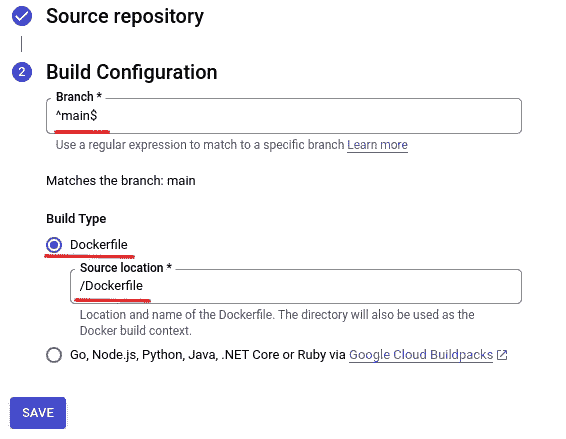 Source repository
2
Build Configuration
Branch *
^main$
Use a regular expression to match to a specific branch Learn more
Matches the branch: main
Build Type
Dockerfile
Source location *
/Dockerfile
Location and name of the Dockerfile. The directory will also be used as the
Docker build context.
Go, Node.js, Python, Java, .NET Core or Ruby via Google Cloud Buildpacks
SAVE